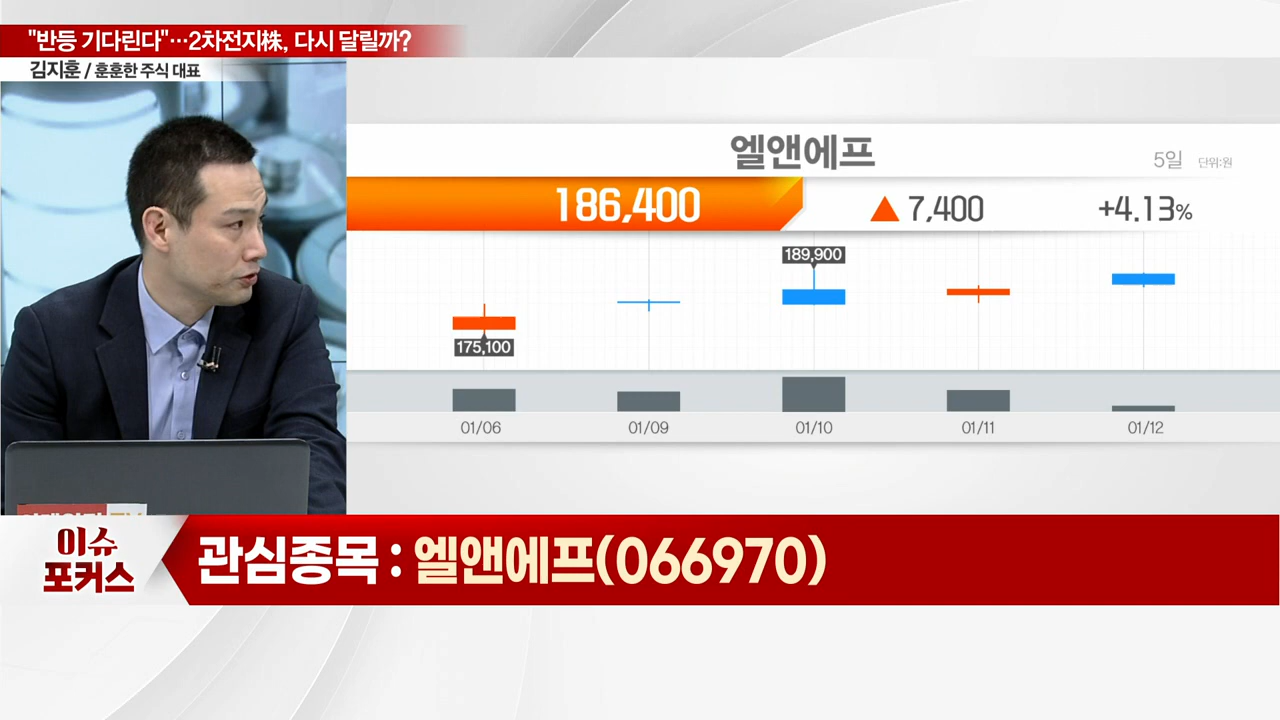 "반등 기다린다"…2차전지株, 다시 달릴까?
김지훈 / 훈훈한 주식 대표
엘앤에프
5일 단위:원
186,400 ▲ 7,400 +4.13%
189,900
175,100
01/06 01/09 01/10 01/11 01/12
이슈
포커스
관심종목 : 엘앤에프(066970)